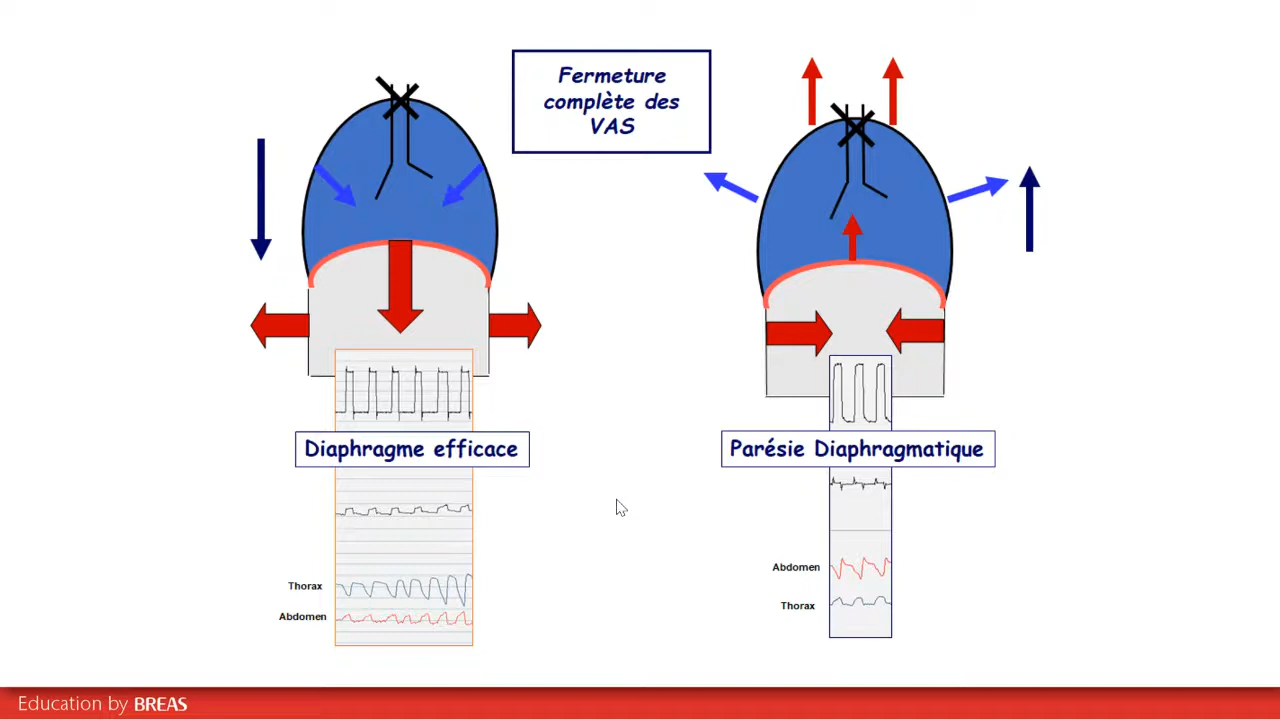 Fermeture
complète des
VAS
Diaphragme efficace
Parésie Diaphragmatique
Thorax
Abdomen
Abdomen
Thorax
Education by BREAS